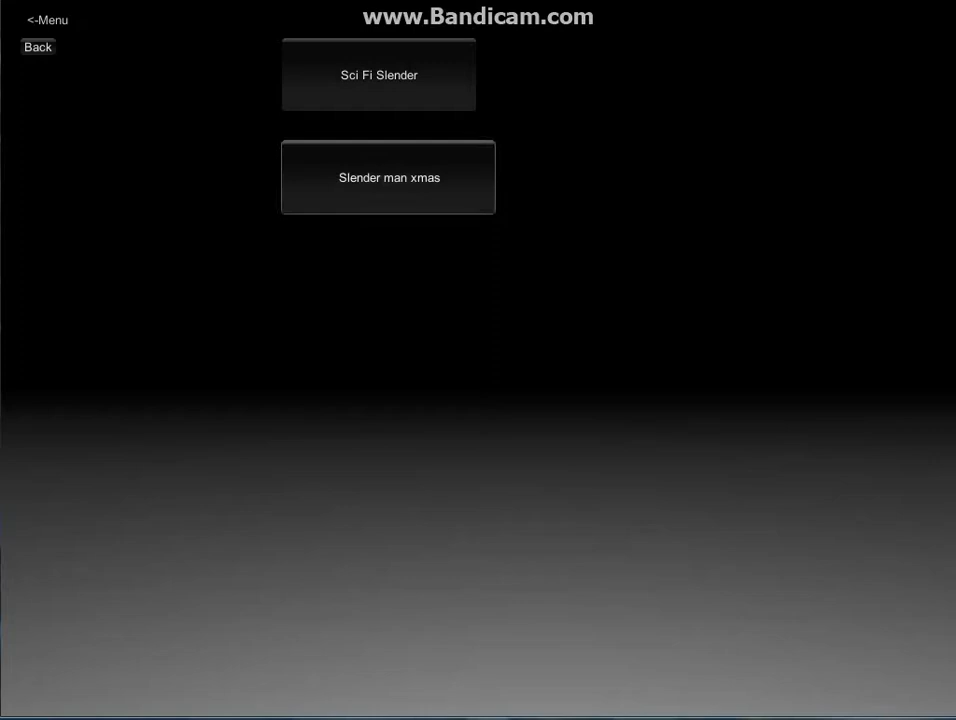 <-Menu
www.Bandicam.com
Back
Sci Fi Slender
Slender man xmas